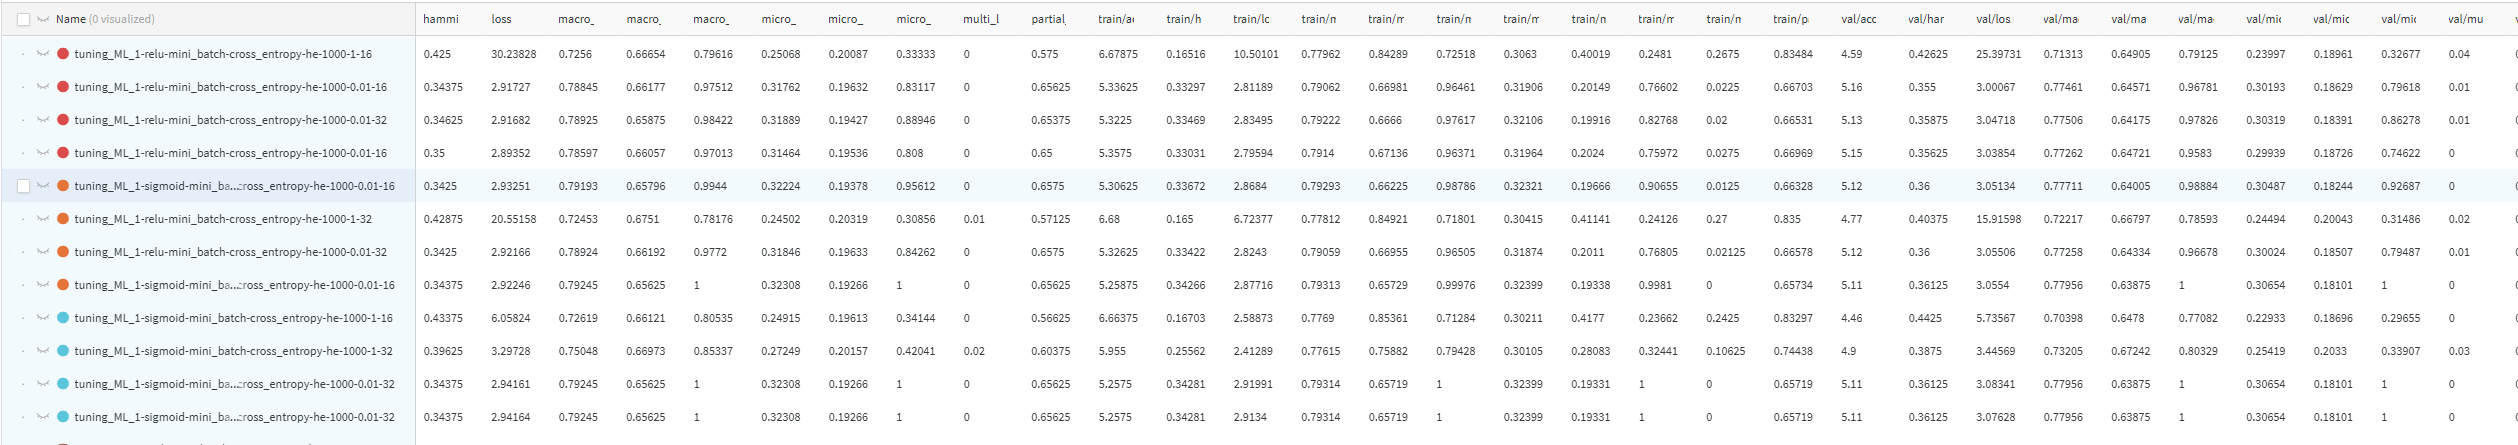 Name (0 visualized) hammi loss macro_ macro_ macro_ micro_ micro_ micro_ multi_l partial_ train/ac train/h train/lc train/n train/m train/n train/m train/n train/m train/n train/p val/acc val/har val/los val/ma val/ma val/ma val/mic val/mic val/mic val/mu
tuning_ML_1-relu-mini_batch-cross_entropy-he-1000-1-16 0.425 30.23828 0.7256 0.66654 0.79616 0.25068 0.20087 0.33333 0 0.575 6.67875 0.16516 10.50101 0.77962 0.84289 0.72518 0.3063 0.40019 0.2481 0.2675 0.83484 4.59 0.42625 25.39731 0.71313 0.64905 0.79125 0.23997 0.18961 0.32677 0.04
tuning_ML_1-relu-mini_batch-cross_entropy-he-1000-0.01-16 0.34375 2.91727 0.78845 0.66177 0.97512 0.31762 0.19632 0.83117 0 0.65625 5.33625 0.33297 2.81189 0.79062 0.66981 0.96461 0.31906 0.20149 0.76602 0.0225 0.66703 5.16 0.355 3.00067 0.77461 0.64571 0.96781 0.30193 0.18629 0.79618 0.01
tuning_ML_1-relu-mini_batch-cross_entropy-he-1000-0.01-32 0.34625 2.91682 0.78925 0.65875 0.98422 0.31889 0.19427 0.88946 0 0.65375 5.3225 0.33469 2.83495 0.79222 0.6666 0.97617 0.32106 0.19916 0.82768 0.02 0.66531 5.13 0.35875 3.04718 0.77506 0.64175 0.97826 0.30319 0.18391 0.86278 0.01
tuning_ML_1-relu-mini_batch-cross_entropy-he-1000-0.01-16 0.35 2.89352 0.78597 0.66057 0.97013 0.31464 0.19536 0.808 0 0.65 5.3575 0.33031 2.79594 0.7914 0.67136 0.96371 0.31964 0.2024 0.75972 0.0275 0.66969 5.15 0.35625 3.03854 0.77262 0.64721 0.9583 0.29939 0.18726 0.74622 0
tuning_ML_1-sigmoid-mini_ba...cross_entropy-he-1000-0.01-16 0.3425 2.93251 0.79193 0.65796 0.9944 0.32224 0.19378 0.95612 0 0.6575 5.30625 0.33672 2.8684 0.79293 0.66225 0.98786 0.32321 0.19666 0.90655 0.0125 0.66328 5.12 0.36 3.05134 0.77711 0.64005 0.98884 0.30487 0.18244 0.92687 0
tuning_ML_1-relu-mini_batch-cross_entropy-he-1000-1-32 0.42875 20.55158 0.72453 0.6751 0.78176 0.24502 0.20319 0.30856 0.01 0.57125 6.68 0.165 6.72377 0.77812 0.84921 0.71801 0.30415 0.41141 0.24126 0.27 0.835 4.77 0.40375 15.91598 0.72217 0.66797 0.78593 0.24494 0.20043 0.31486 0.02
tuning_ML_1-relu-mini_batch-cross_entropy-he-1000-0.01-32 0.3425 2.92166 0.78924 0.66192 0.9772 0.31846 0.19633 0.84262 0 0.6575 5.32625 0.33422 2.8243 0.79059 0.66955 0.96505 0.31874 0.2011 0.76805 0.02125 0.66578 5.12 0.36 3.05506 0.77258 0.64334 0.96678 0.30024 0.18507 0.79487 0.01
tuning_ML_1-sigmoid-mini_ba...cross_entropy-he-1000-0.01-16 0.34375 2.92246 0.79245 0.65625 1 0.32308 0.19266 1 0 0.65625 5.25875 0.34266 2.87716 0.79313 0.65729 0.99976 0.32399 0.19338 0.9981 0 0.65734 5.11 0.36125 3.0554 0.77956 0.63875 1 0.30654 0.18101 1 0
tuning_ML_1-sigmoid-mini_batch-cross_entropy-he-1000-1-16 0.43375 6.05824 0.72619 0.66121 0.80535 0.24915 0.19613 0.34144 0 0.56625 6.66375 0.16703 2.58873 0.7769 0.85361 0.71284 0.30211 0.4177 0.23662 0.2425 0.83297 4.46 0.4425 5.73567 0.70398 0.6478 0.77082 0.22933 0.18696 0.29655 0
tuning_ML_1-sigmoid-mini_batch-cross_entropy-he-1000-1-32 0.39625 3.29728 0.75048 0.66973 0.85337 0.27249 0.20157 0.42041 0.02 0.60375 5.955 0.25562 2.41289 0.77615 0.75882 0.79428 0.30105 0.28083 0.32441 0.10625 0.74438 4.9 0.3875 3.44569 0.73205 0.67242 0.80329 0.25419 0.2033 0.33907 0.03
tuning_ML_1-sigmoid-mini_ba...cross_entropy-he-1000-0.01-32 0.34375 2.94161 0.79245 0.65625 1 0.32308 0.19266 1 0 0.65625 5.2575 0.34281 2.91991 0.79314 0.65719 1 0.32399 0.19331 1 0 0.65719 5.11 0.36125 3.08341 0.77956 0.63875 1 0.30654 0.18101 1 0
tuning_ML_1-sigmoid-mini_ba...cross_entropy-he-1000-0.01-32 0.34375 2.94164 0.79245 0.65625 1 0.32308 0.19266 1 0 0.65625 5.2575 0.34281 2.9134 0.79314 0.65719 1 0.32399 0.19331 1 0 0.65719 5.11 0.36125 3.07628 0.77956 0.63875 1 0.30654 0.18101 1 0